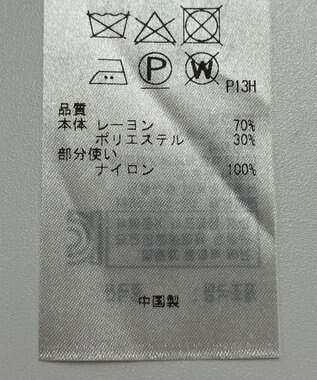 P W P13H
品質
本体 レーヨン 70%
ポリエステル 30%
部分使い
ナイロン 100%
中国製